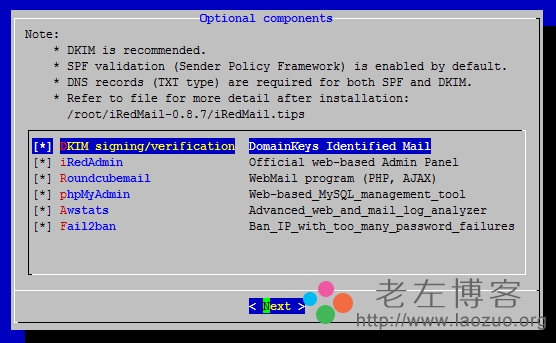 Optional components
Note:
* DKIM is recommended.
* SPF validation (Sender Policy Framework) is enabled by default.
* DNS records (TXT type) are required for both SPF and DKIM.
* Refer to file for more detail after installation:
/root/iRedMail-0.8.7/iRedMail.tips
[*] DKIM signing/verification DomainKeys Identified Mail
[*] iRedAdmin Official web-based Admin Panel
[*] Roundcubemail WebMail program (PHP, AJAX)
[*] phpMyAdmin Web-based_MySQL_management_tool
[*] Awstats Advanced_web_and_mail_log_analyzer
[*] Fail2ban Ban_IP_with_too_many_password_failures
< Next >
老左博客
http://www.laozuo.org